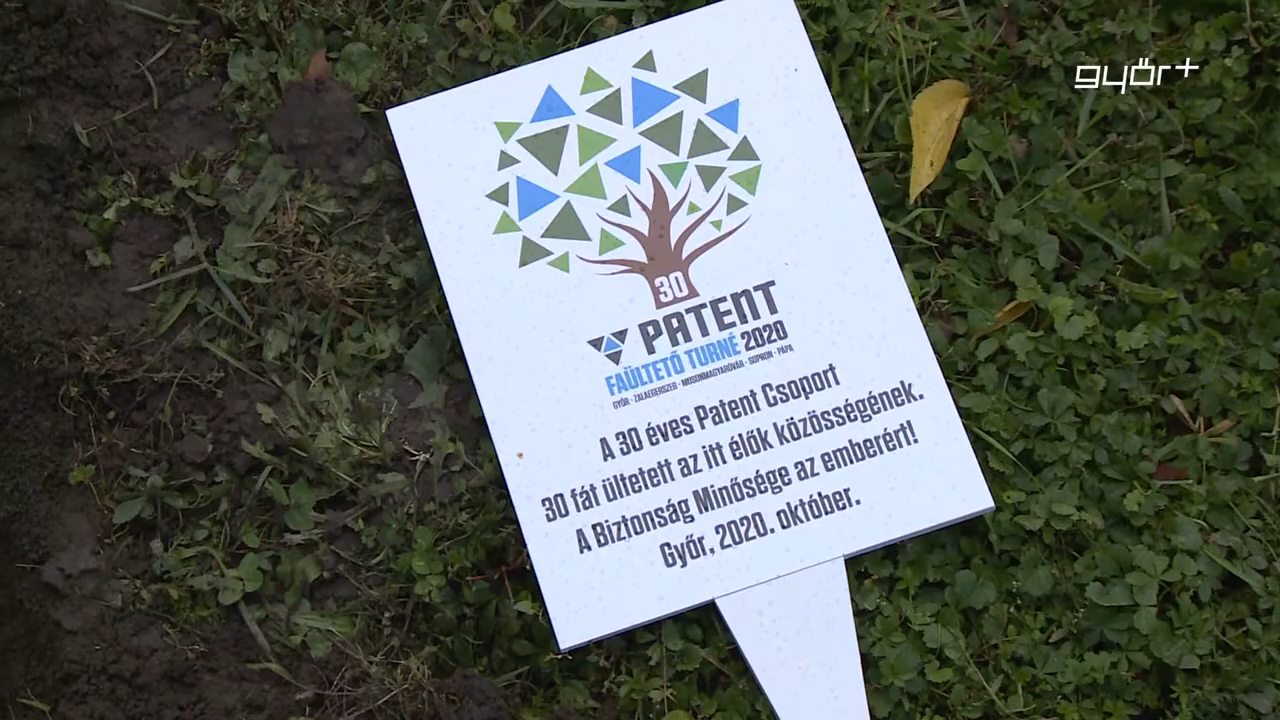 győr+
30
PATENT
FAÜLTETŐ TURNÉ 2020
GYŐR - ZALAEGERSZEG - MOSONMAGYARÓVÁR - SOPRON - PÁPA
A 30 éves Patent Csoport
30 fát ültetett az itt élők közösségének.
A Biztonság Minősége az emberért!
Győr, 2020. október.